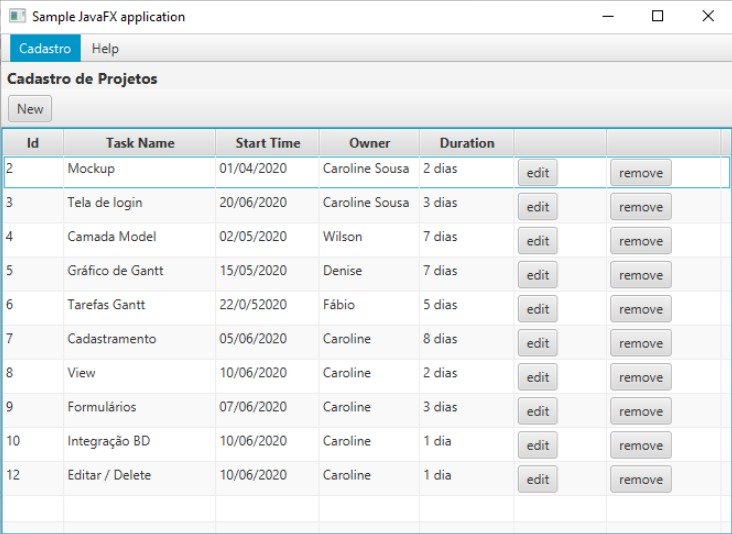 Sample JavaFX application
Cadastro Help
Cadastro de Projetos
New
Id Task Name Start Time Owner Duration
2 Mockup 01/04/2020 Caroline Sousa 2 dias edit remove
3 Tela de login 20/06/2020 Caroline Sousa 3 dias edit remove
4 Camada Model 02/05/2020 Wilson 7 dias edit remove
5 Gráfico de Gantt 15/05/2020 Denise 7 dias edit remove
6 Tarefas Gantt 22/0/52020 Fábio 5 dias edit remove
7 Cadastramento 05/06/2020 Caroline 8 dias edit remove
8 View 10/06/2020 Caroline 2 dias edit remove
9 Formulários 07/06/2020 Caroline 3 dias edit remove
10 Integração BD 10/06/2020 Caroline 1 dia edit remove
12 Editar / Delete 10/06/2020 Caroline 1 dia edit remove